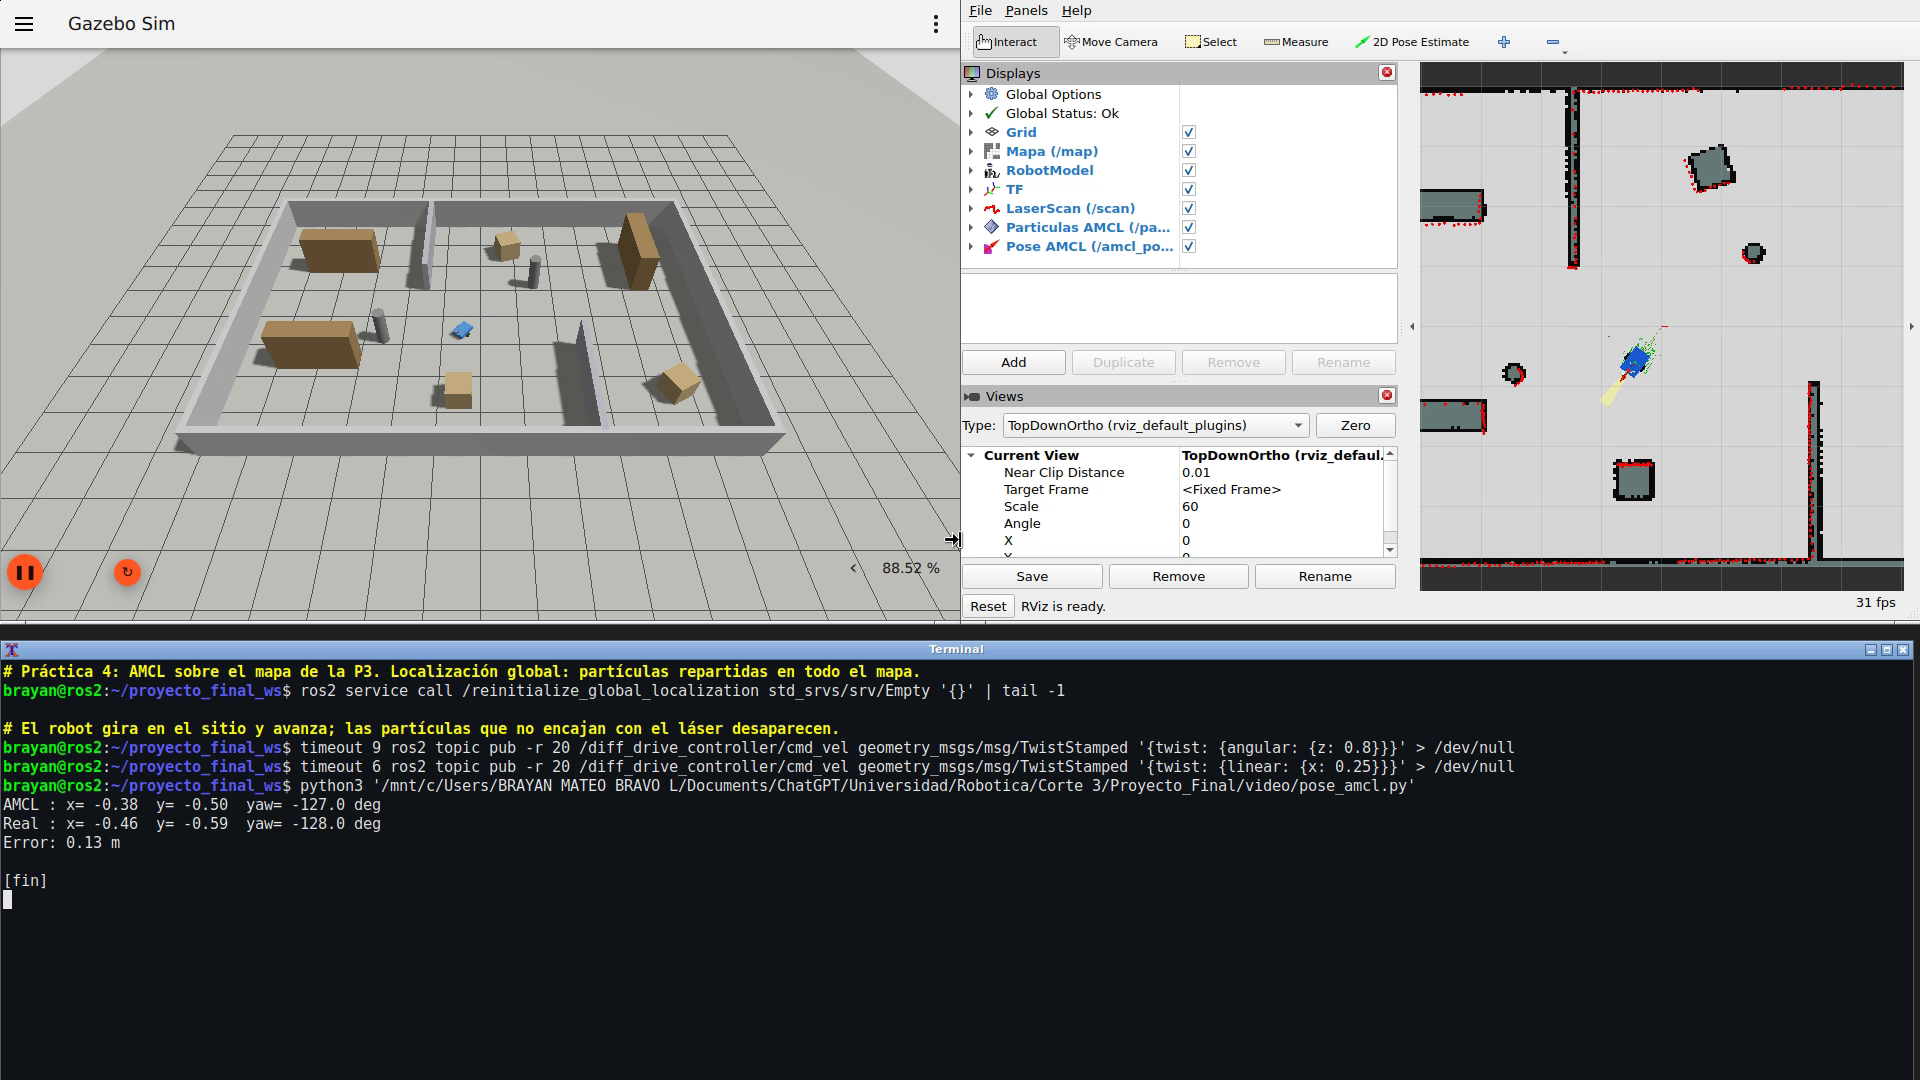 Gazebo Sim
88.52 %
File Panels Help
Interact Move Camera Select Measure 2D Pose Estimate
Displays
Global Options
Global Status: Ok
Grid
Mapa (/map)
RobotModel
TF
LaserScan (/scan)
Particulas AMCL (/pa...
Pose AMCL (/amcl_po...
Add Duplicate Remove Rename
Views
Type: TopDownOrtho (rviz_default_plugins) Zero
Current View TopDownOrtho (rviz_defaul...
Near Clip Distance 0.01
Target Frame <Fixed Frame>
Scale 60
Angle 0
X 0
Save Remove Rename
Reset RViz is ready.
31 fps
Terminal
# Práctica 4: AMCL sobre el mapa de la P3. Localización global: partículas repartidas en todo el mapa.
brayan@ros2:~/proyecto_final_ws$ ros2 service call /reinitialize_global_localization std_srvs/srv/Empty '{}' | tail -1
# El robot gira en el sitio y avanza; las partículas que no encajan con el láser desaparecen.
brayan@ros2:~/proyecto_final_ws$ timeout 9 ros2 topic pub -r 20 /diff_drive_controller/cmd_vel geometry_msgs/msg/TwistStamped '{twist: {angular: {z: 0.8}}}' > /dev/null
brayan@ros2:~/proyecto_final_ws$ timeout 6 ros2 topic pub -r 20 /diff_drive_controller/cmd_vel geometry_msgs/msg/TwistStamped '{twist: {linear: {x: 0.25}}}' > /dev/null
brayan@ros2:~/proyecto_final_ws$ python3 '/mnt/c/Users/BRAYAN MATEO BRAVO L/Documents/ChatGPT/Universidad/Robotica/Corte 3/Proyecto_Final/video/pose_amcl.py'
AMCL : x= -0.38 y= -0.50 yaw= -127.0 deg
Real : x= -0.46 y= -0.59 yaw= -128.0 deg
Error: 0.13 m
[fin]